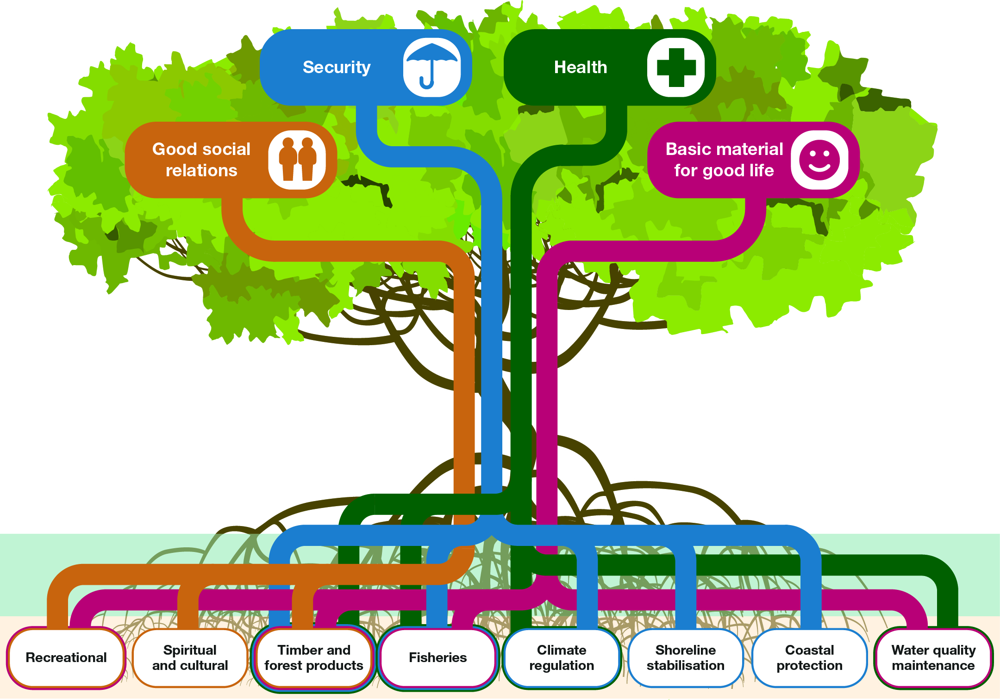 Security
Health
Good social
relations
Basic material
for good life
Recreational
Spiritual
and cultural
Timber and
forest products
Fisheries
Climate
regulation
Shoreline
stabilisation
Coastal
protection
Water quality
maintenance